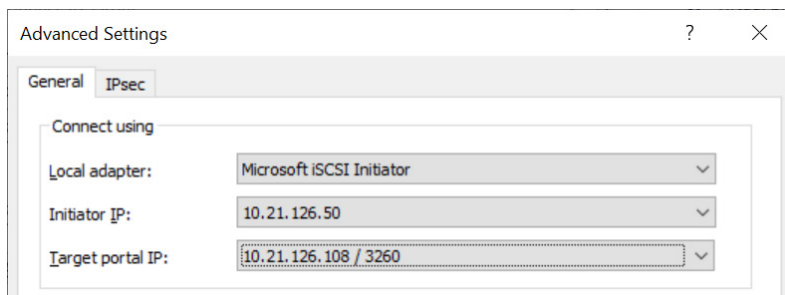 Advanced Settings ?
General IPsec
Connect using
Local adapter: Microsoft iSCSI Initiator
Initiator IP: 10.21.126.50
Target portal IP: 10.21.126.108 / 3260